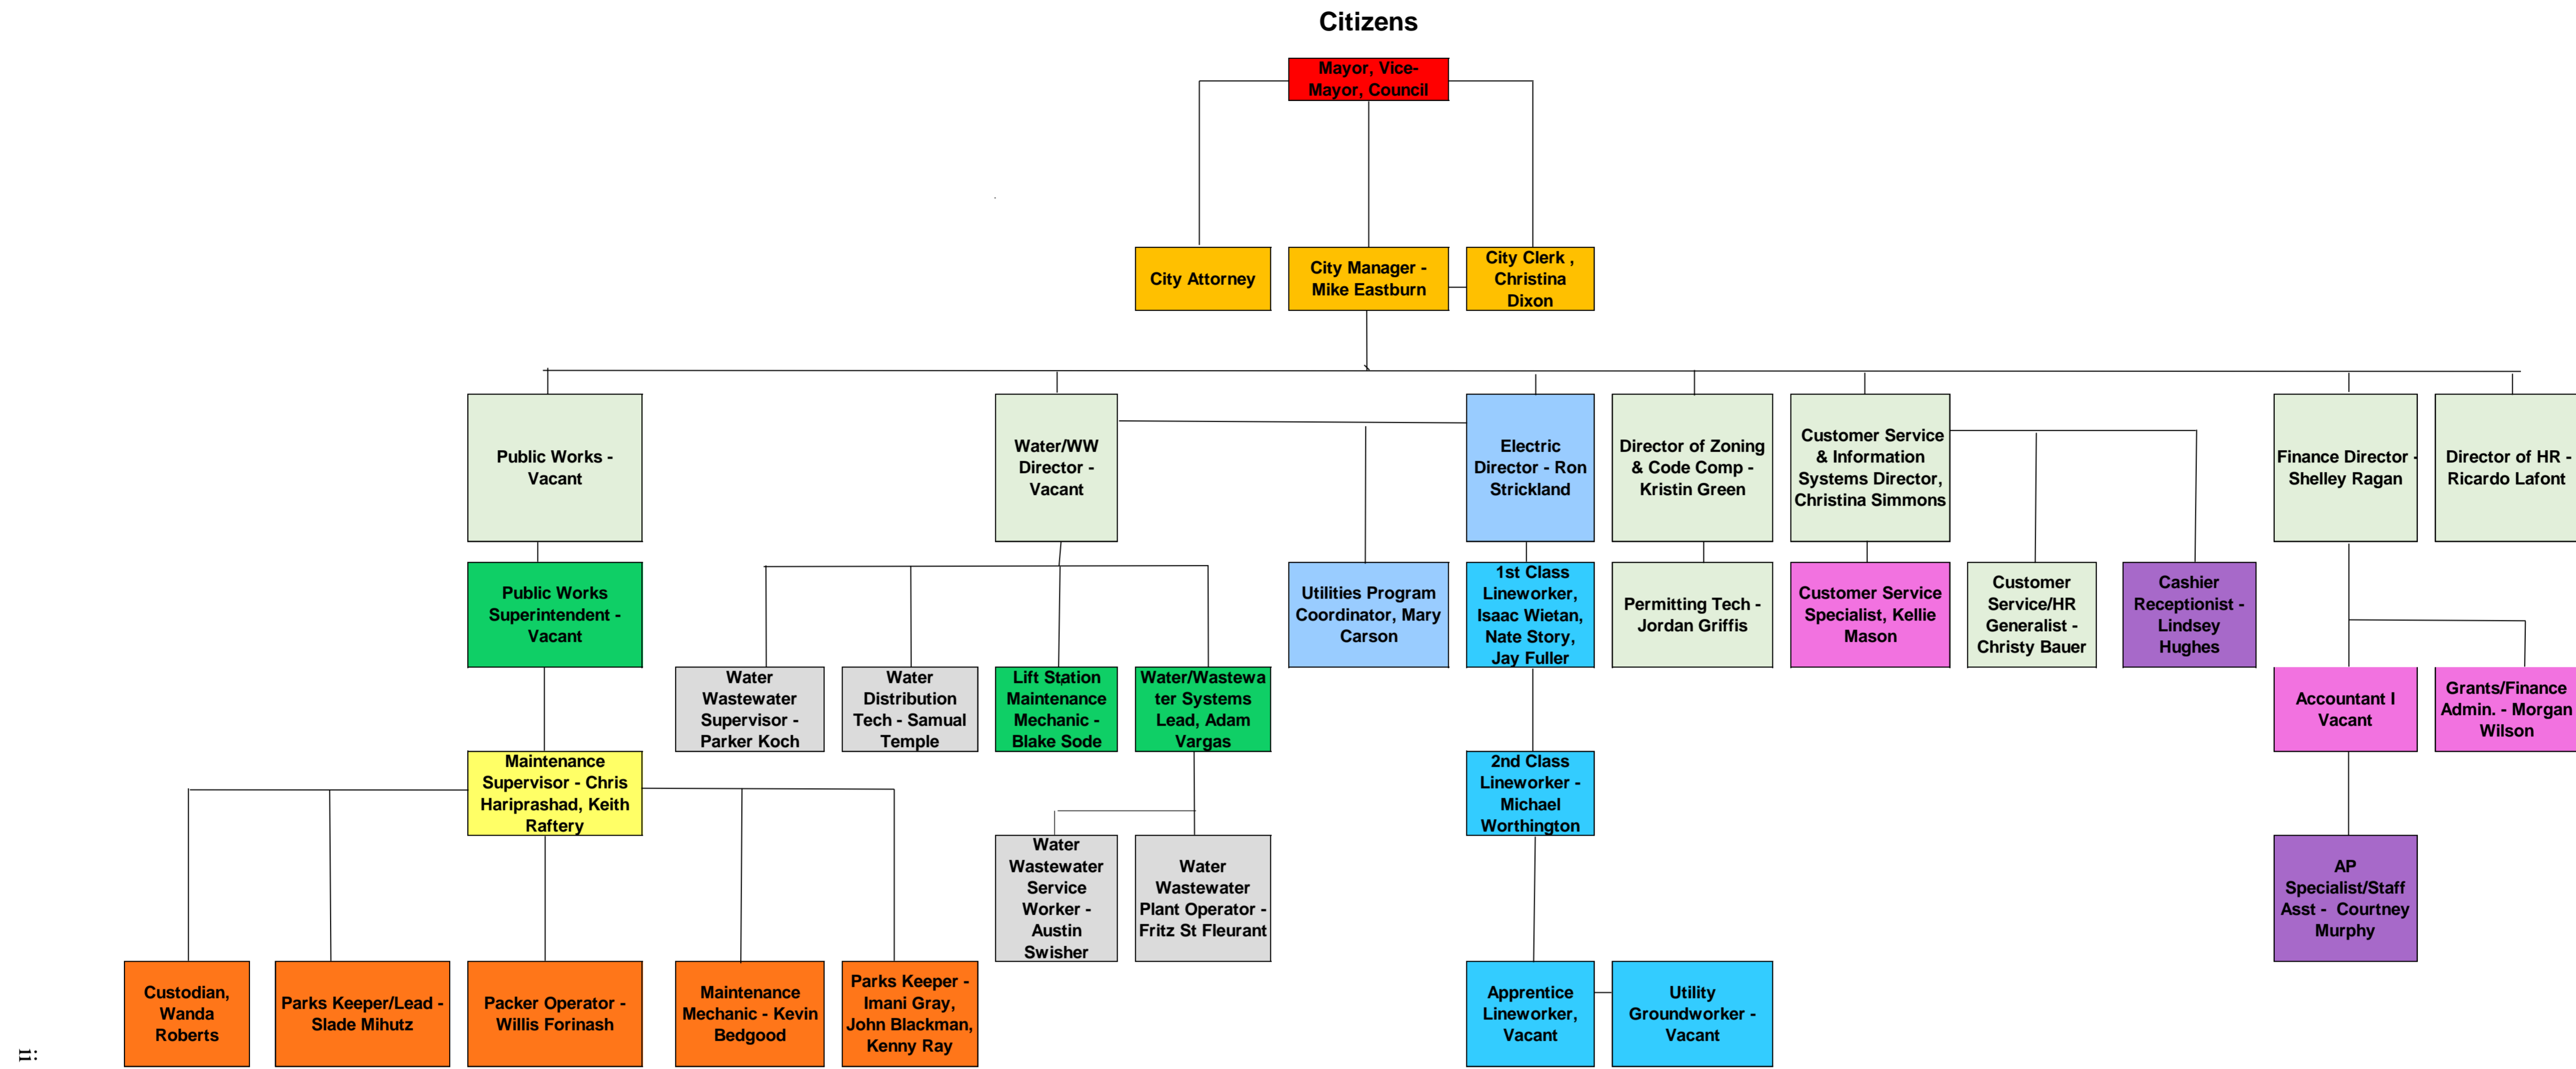 Citizens
Mayor, Vice-
Mayor, Council
City Attorney
City Manager -
Mike Eastburn
City Clerk ,
Christina
Dixon
Public Works -
Vacant
Water/WW
Director -
Vacant
Electric
Director - Ron
Strickland
Director of Zoning
& Code Comp -
Kristin Green
Customer Service
& Information
Systems Director,
Christina Simmons
Finance Director -
Shelley Ragan
Director of HR -
Ricardo Lafont
Public Works
Superintendent -
Vacant
Utilities Program
Coordinator, Mary
Carson
1st Class
Lineworker,
Isaac Wietan,
Nate Story,
Jay Fuller
Permitting Tech -
Jordan Griffis
Customer Service
Specialist, Kellie
Mason
Customer
Service/HR
Generalist -
Christy Bauer
Cashier
Receptionist -
Lindsey
Hughes
Water
Wastewater
Supervisor -
Parker Koch
Water
Distribution
Tech - Samual
Temple
Lift Station
Maintenance
Mechanic -
Blake Sode
Water/Wastewa
ter Systems
Lead, Adam
Vargas
Accountant I
Vacant
Grants/Finance
Admin. - Morgan
Wilson
Maintenance
Supervisor - Chris
Hariprashad, Keith
Raftery
2nd Class
Lineworker -
Michael
Worthington
Water
Wastewater
Service
Worker -
Austin
Swisher
Water
Wastewater
Plant Operator -
Fritz St Fleurant
AP
Specialist/Staff
Asst -  Courtney
Murphy
Custodian,
Wanda
Roberts
Parks Keeper/Lead -
Slade Mihutz
Packer Operator -
Willis Forinash
Maintenance
Mechanic - Kevin
Bedgood
Parks Keeper -
Imani Gray,
John Blackman,
Kenny Ray
Apprentice
Lineworker,
Vacant
Utility
Groundworker -
Vacant
ii